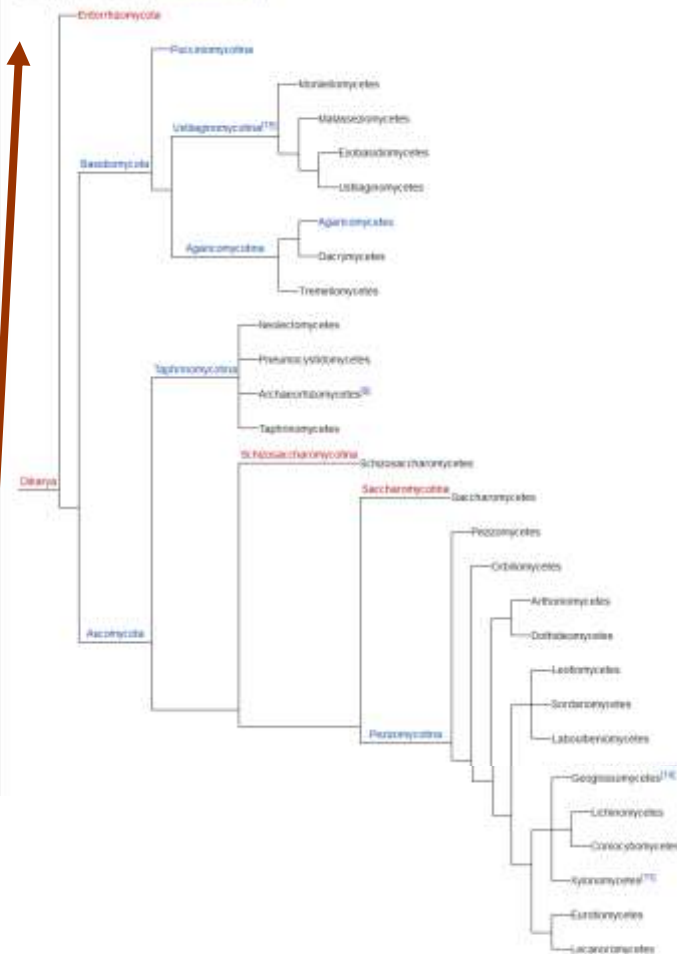 Entorrhizomycota
Pucciniomycotina
Moniliellomycetes
Ustilaginomycotina[15]
Malasseziomycetes
Exobasidiomycetes
Basidiomycota
Ustilaginomycetes
Agaricomycetes
Agaricomycotina
Dacrymycetes
Tremellomycetes
Neolectomycetes
Taphrinomycotina
Pneumocystidomycetes
Archaeorhizomycetes
Taphrinomycetes
Schizosaccharomycotina
Schizosaccharomycetes
Dikarya
Saccharomycotina
Saccharomycetes
Pezizomycetes
Orbiliomycetes
Arthoniomycetes
Ascomycota
Dothideomycetes
Leotiomycetes
Sordariomycetes
Pezizomycotina
Laboulbeniomycetes
Geoglossomycetes
Lichinomycetes
Coniocybomycetes
Xylonomycetes
Eurotiomycetes
Lecanoromycetes